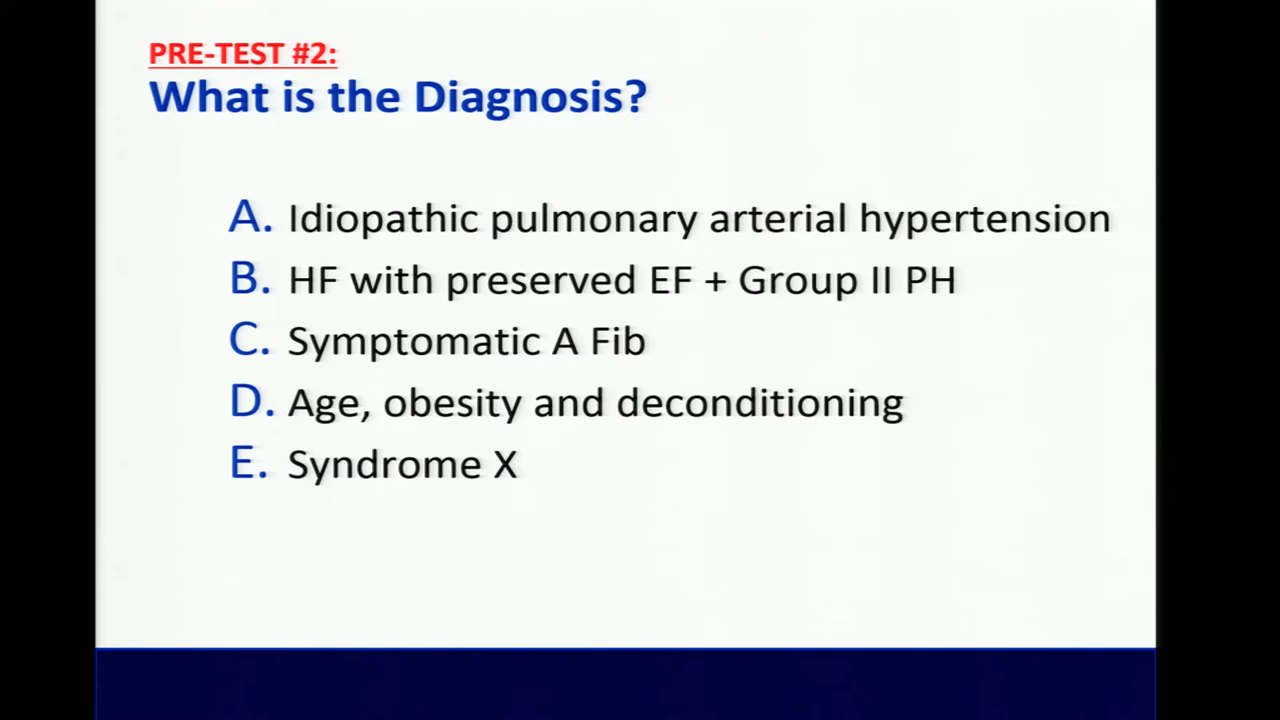 PRE-TEST #2:
What is the Diagnosis?
A. Idiopathic pulmonary arterial hypertension
B. HF with preserved EF + Group II PH
C. Symptomatic A Fib
D. Age, obesity and deconditioning
E. Syndrome X